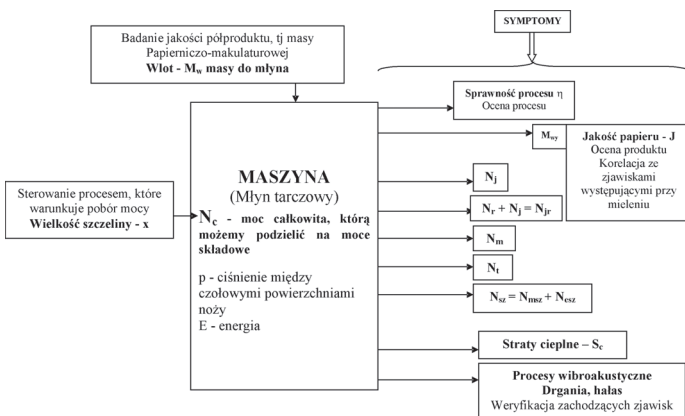 SYMPTOMY
Badanie jakości półproduktu, tj masy
Papierniczo-makulaturowej
Wlot - Mw masy do młyna
Sprawność procesu η
Ocena procesu
Mwy
Jakość papieru - J
Ocena produktu
Korelacja ze
zjawiskami
występującymi przy
mieleniu
Sterowanie procesem, które
warunkuje pobór mocy
Wielkość szczeliny - x
MASZYNA
(Młyn tarczowy)
Nc - moc całkowita, którą
możemy podzielić na moce
składowe
p - ciśnienie między
czołowymi powierzchniami
noży
E - energia
Nj
Nr + Nj = Njr
Nm
Nt
Nsz = Nmsz + Nesz
Straty cieplne – Sc
Procesy wibroakustyczne
Drgania, hałas
Weryfikacja zachodzących zjawisk